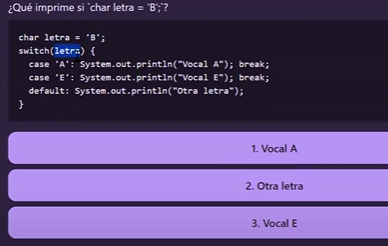 ¿Qué imprime si `char letra = 'B';`?
char letra = 'B';
switch(letra) {
  case 'A': System.out.println("Vocal A"); break;
  case 'E': System.out.println("Vocal E"); break;
  default: System.out.println("Otra letra");
}
1. Vocal A
2. Otra letra
3. Vocal E